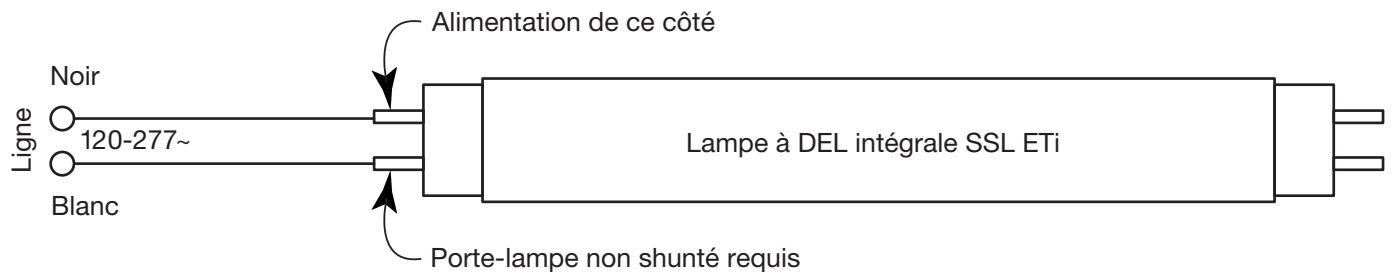 Alimentation de ce côté
Noir
Ligne
120-277~
Lampe à DEL intégrale SSL ETi
Blanc
Porte-lampe non shunté requis